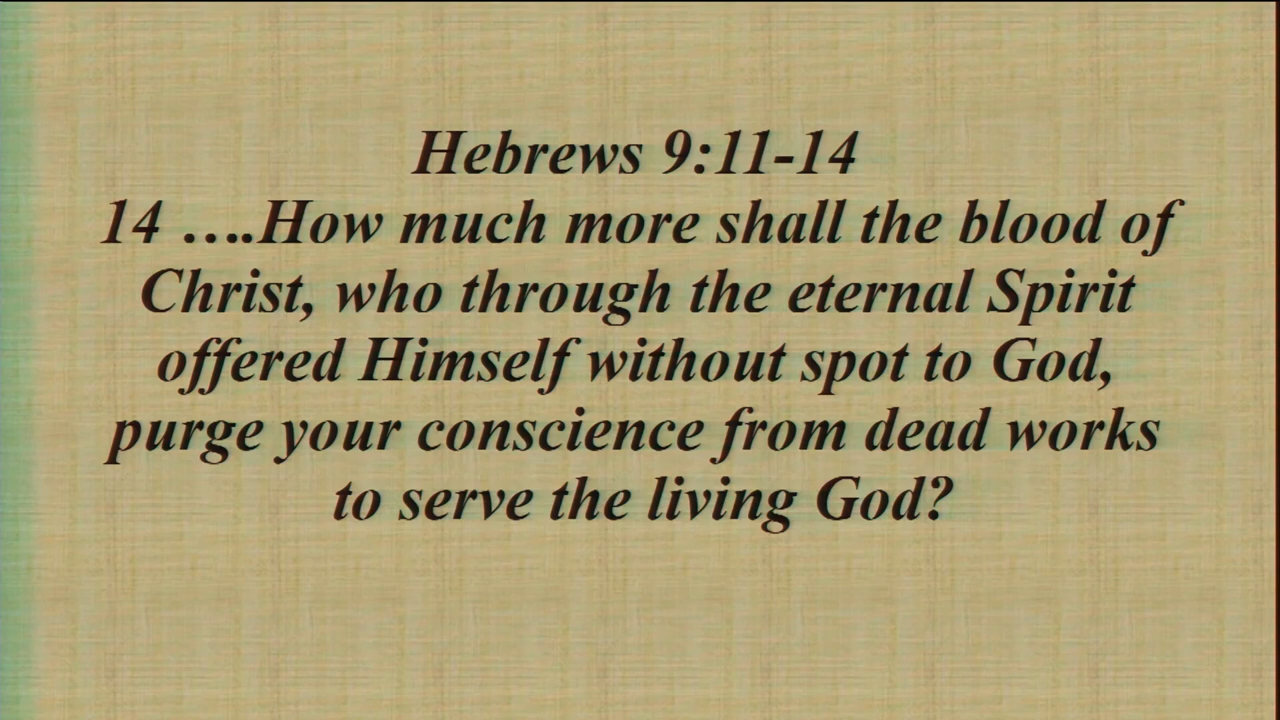 Hebrews 9:11-14
14 ….How much more shall the blood of
Christ, who through the eternal Spirit
offered Himself without spot to God,
purge your conscience from dead works
to serve the living God?